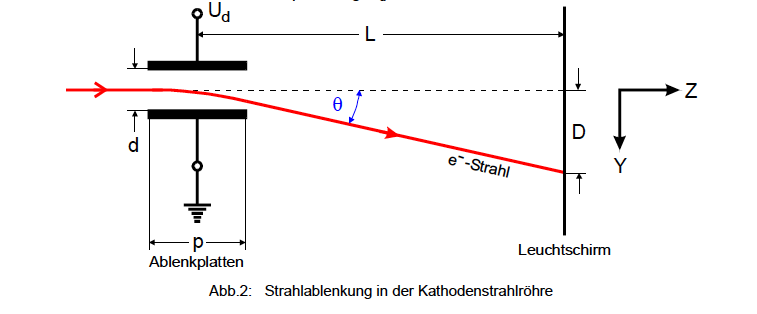 U_d
L
Z
θ
D
d
Y
e⁻-Strahl
p
Leuchtschirm
Ablenkplatten
Abb.2: Strahlablenkung in der Kathodenstrahlröhre